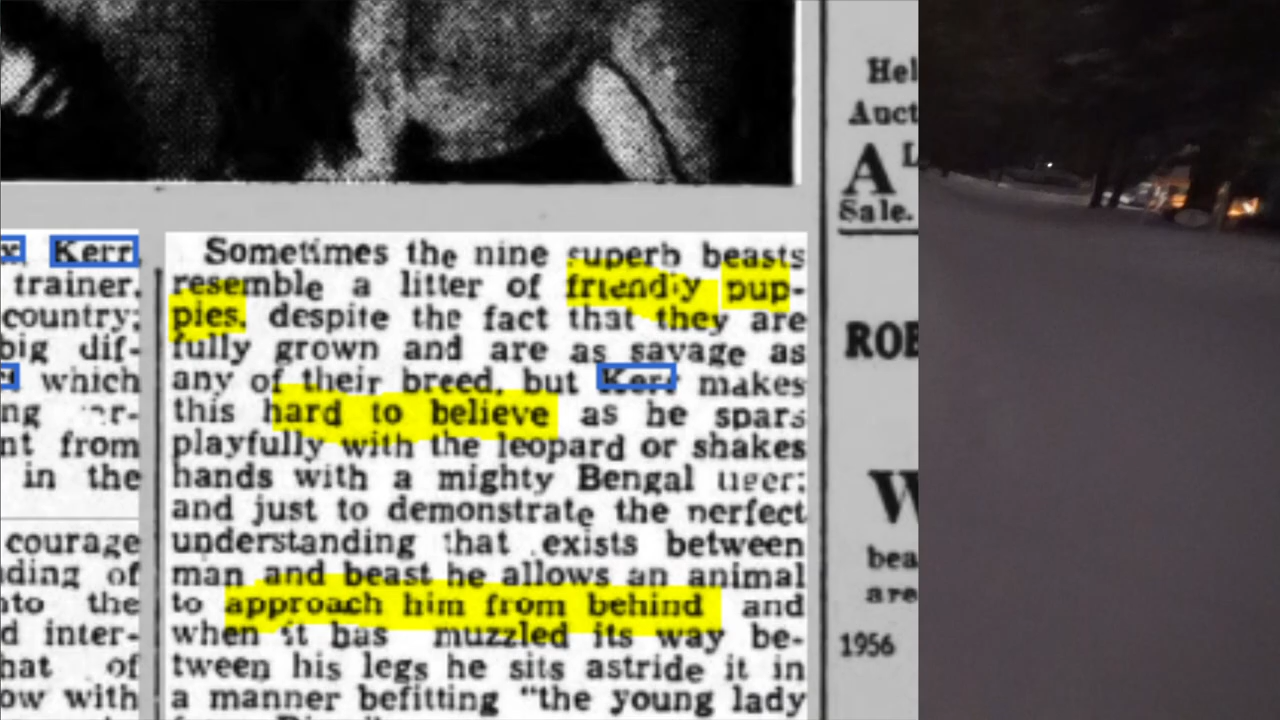 Kerr,
trainer,
country;
big dif-
which
from
in the
courage
of
the
inter-
of
with
Sometimes the nine superb beasts
resemble a litter of friendly pup-
pies, despite the fact that they are
fully grown and are as savage as
any of their breed, but Kerr makes
this hard to believe as he spars
playfully with the leopard or shakes
hands with a mighty Bengal tiger;
and just to demonstrate the perfect
understanding that exists between
man and beast he allows an animal
to approach him from behind and
when it has muzzled its way be-
tween his legs he sits astride it in
a manner befitting "the young lady
Hel
Auct
A L
Sale.
ROB
W
bea
are
1956